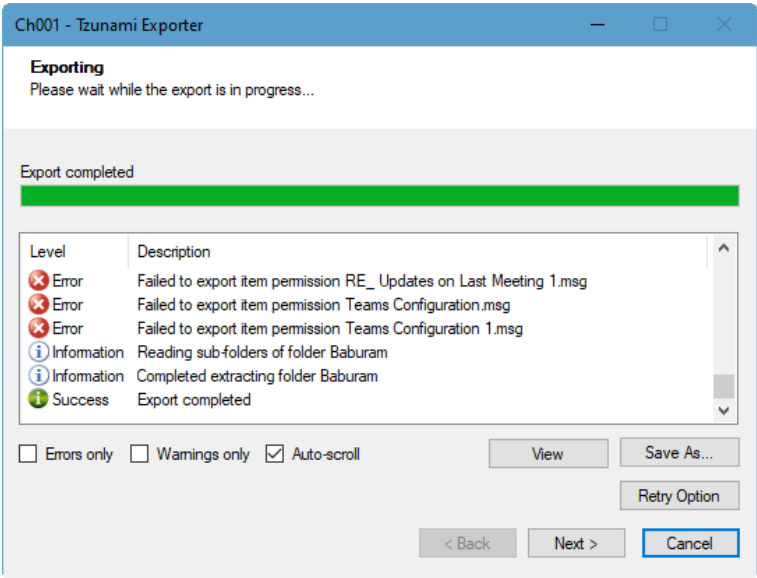 Ch001 - Tzunami Exporter
Exporting
Please wait while the export is in progress...
Export completed
Level Description
Error Failed to export item permission RE_ Updates on Last Meeting 1.msg
Error Failed to export item permission Teams Configuration.msg
Error Failed to export item permission Teams Configuration 1.msg
Information Reading sub-folders of folder Baburam
Information Completed extracting folder Baburam
Success Export completed
Errors only Warnings only Auto-scroll View Save As...
Retry Option
< Back Next > Cancel